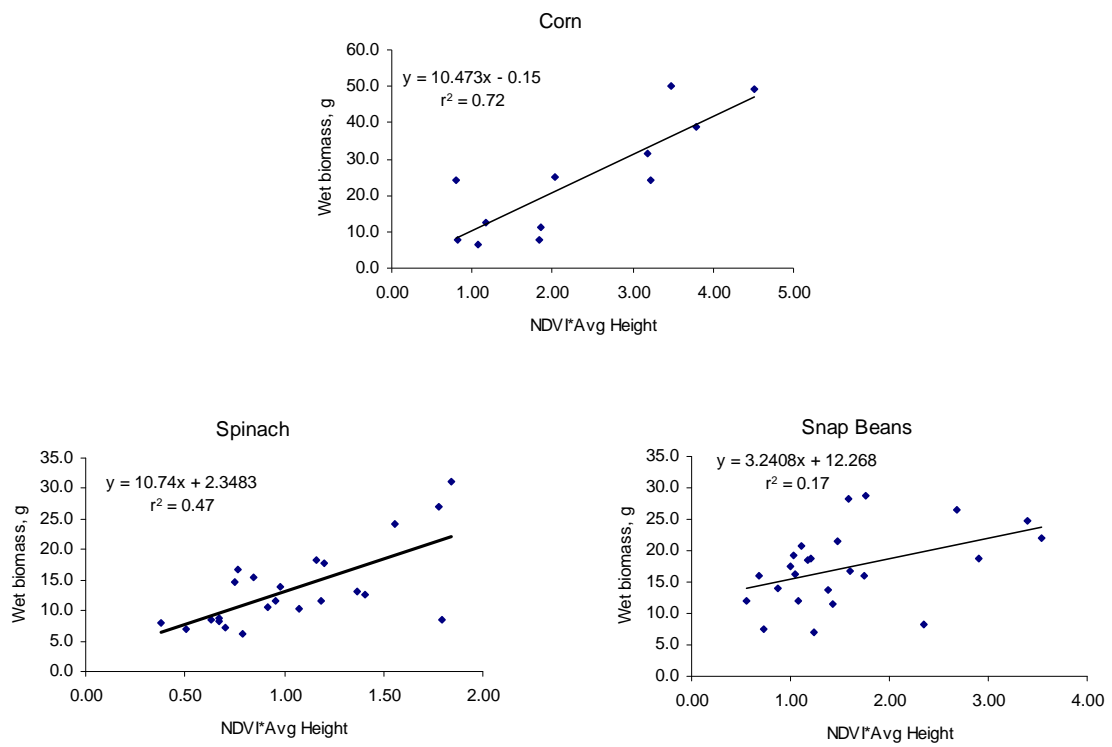 Corn
60.0
50.0
40.0
30.0
20.0
10.0
0.0
y = 10.473x - 0.15
r² = 0.72
Wet biomass, g
0.00 1.00 2.00 3.00 4.00 5.00
NDVI*Avg Height
Spinach
35.0
30.0
25.0
20.0
15.0
10.0
5.0
0.0
y = 10.74x + 2.3483
r² = 0.47
Wet biomass, g
0.00 0.50 1.00 1.50 2.00
NDVI*Avg Height
Snap Beans
35.0
30.0
25.0
20.0
15.0
10.0
5.0
0.0
y = 3.2408x + 12.268
r² = 0.17
Wet biomass, g
0.00 1.00 2.00 3.00 4.00
NDVI*Avg Height